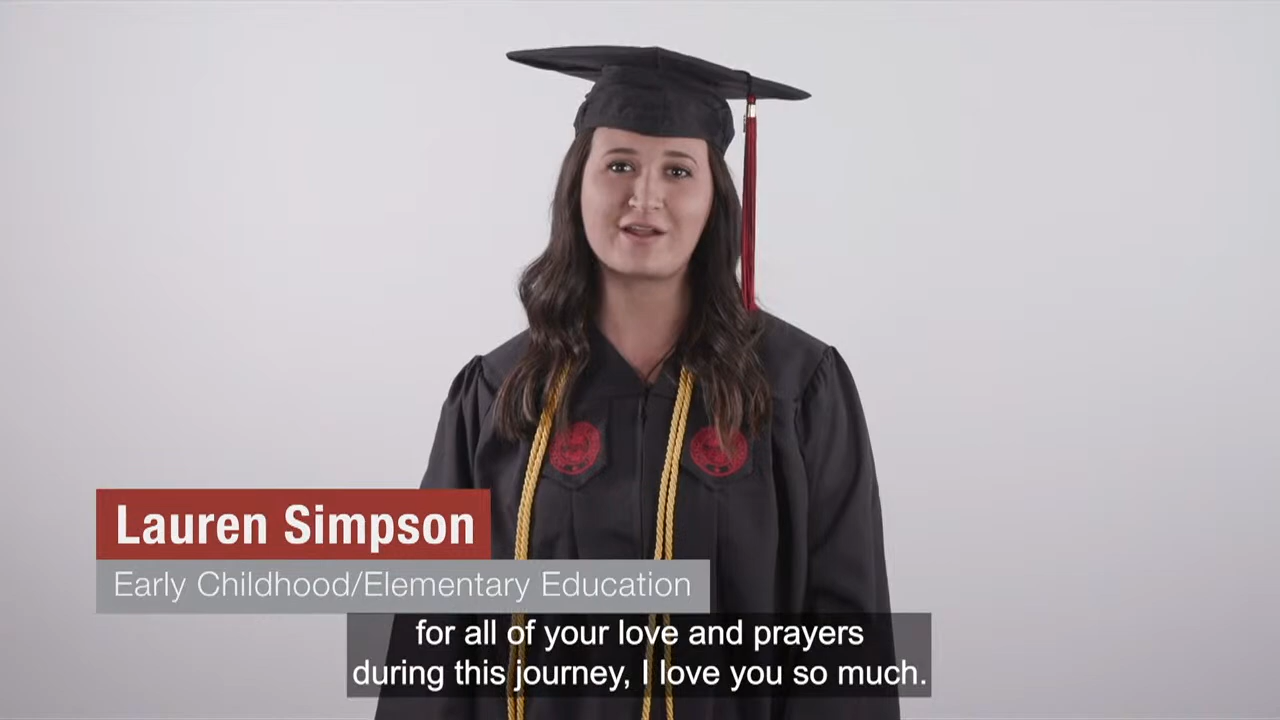 Lauren Simpson
Early Childhood/Elementary Education
for all of your love and prayers
during this journey, I love you so much.